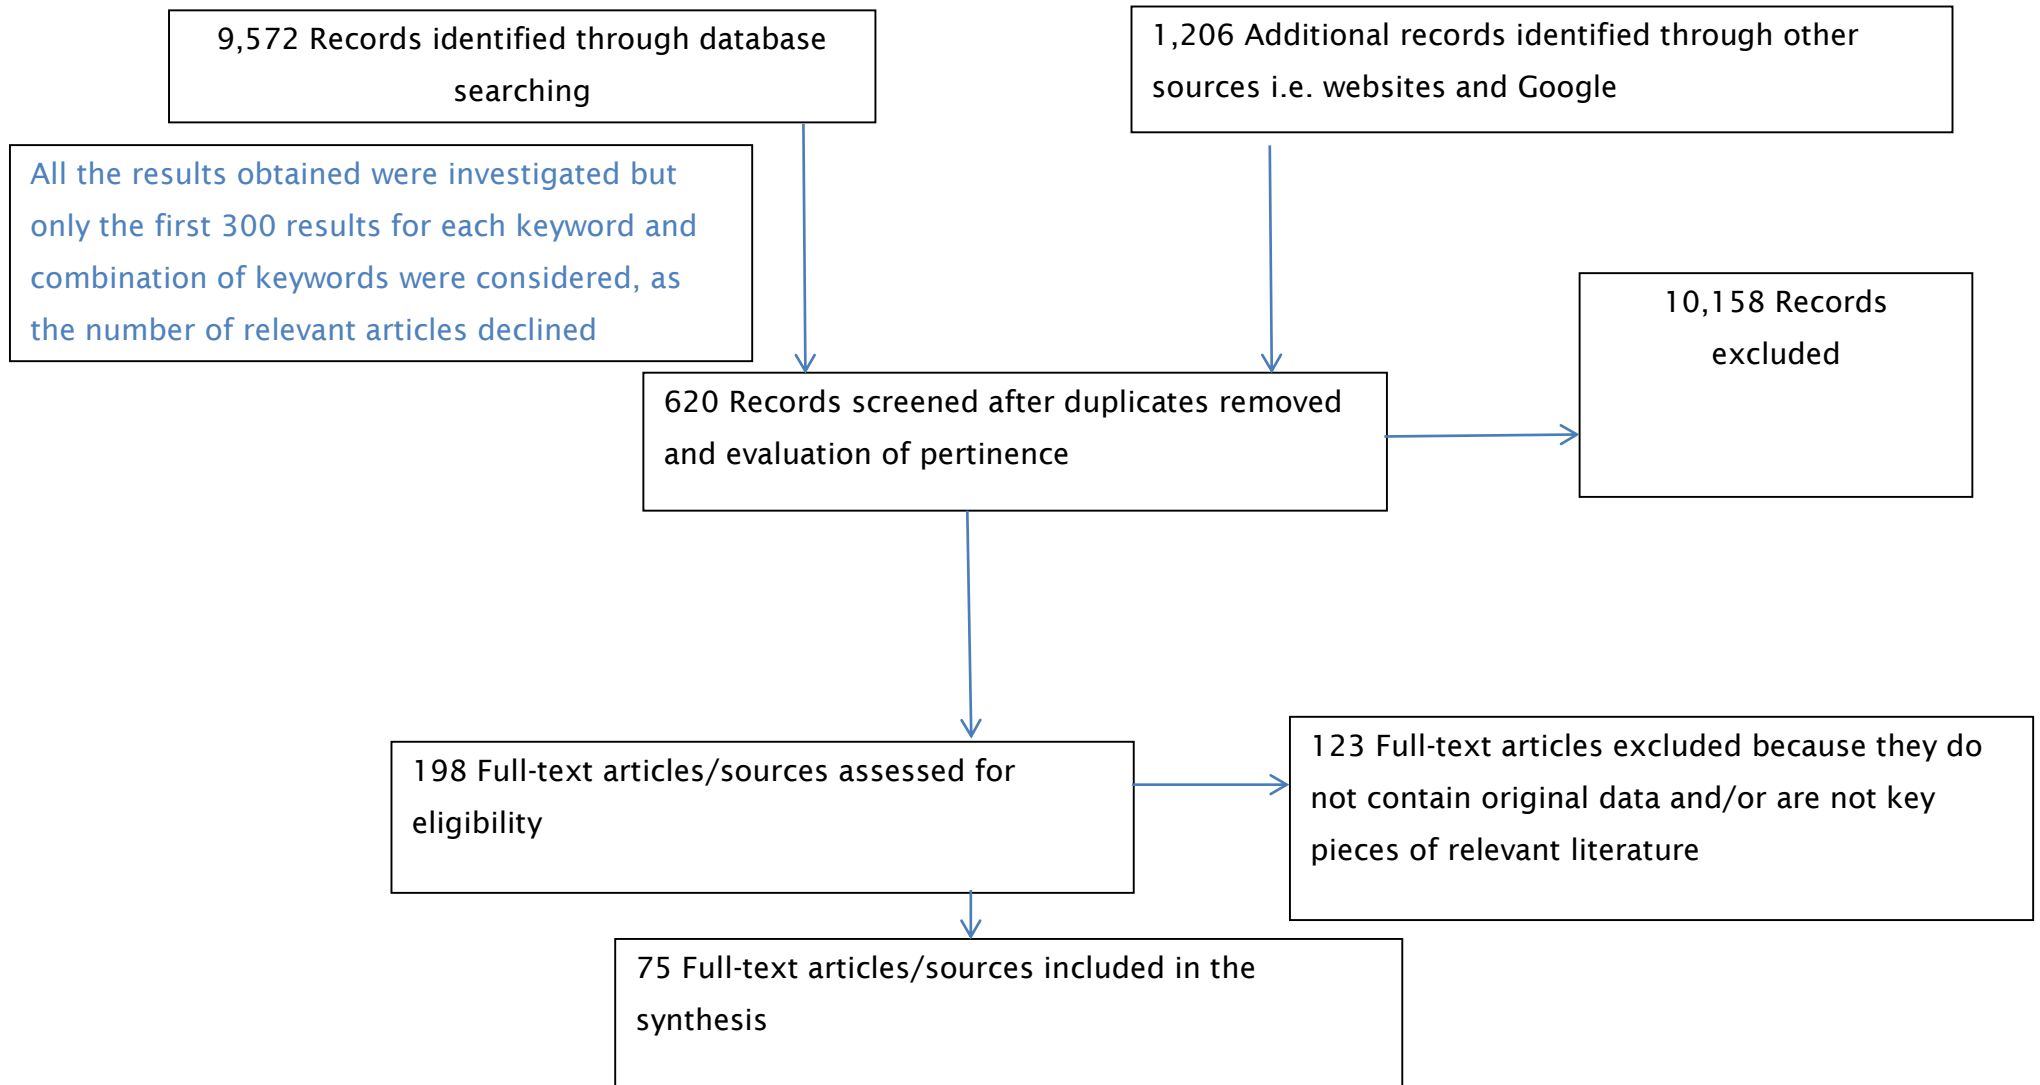 9,572 Records identified through database
searching
1,206 Additional records identified through other
sources i.e. websites and Google
All the results obtained were investigated but
only the first 300 results for each keyword and
combination of keywords were considered, as
the number of relevant articles declined
10,158 Records
excluded
620 Records screened after duplicates removed
and evaluation of pertinence
198 Full-text articles/sources assessed for
eligibility
123 Full-text articles excluded because they do
not contain original data and/or are not key
pieces of relevant literature
75 Full-text articles/sources included in the
synthesis